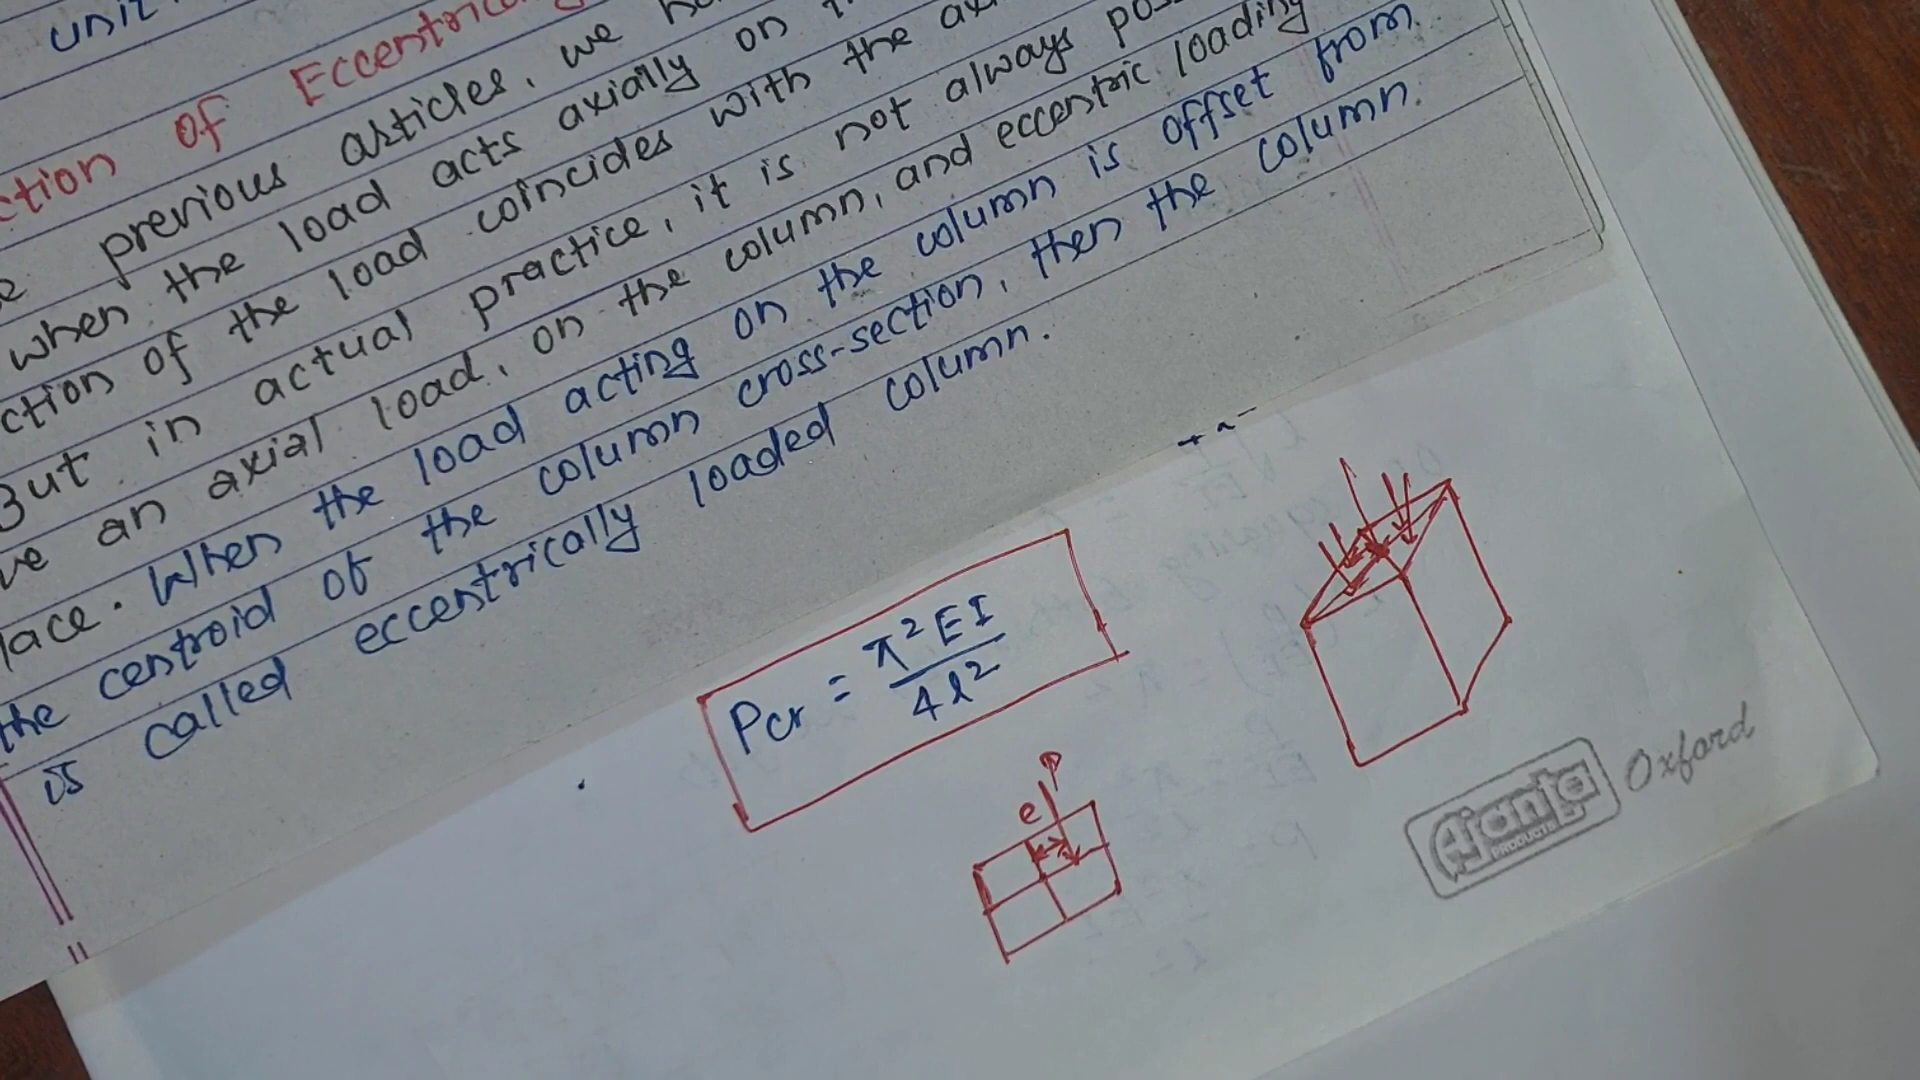 unit
ction of Eccentric
previous articles, we
when the load acts axially on
ction of the load coincides with the
But in actual practice, it is not always
ve an axial load, on the column, and eccentric loading
lace. When the load acting on the column is offset from
the centroid of the column cross-section, then the column.
is called eccentrically loaded column.
Pcr = π²EI / 4l²
P
e
Ajanta
PRODUCTS
Oxford